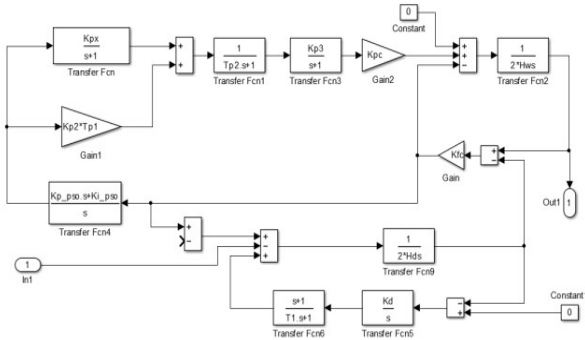 0
Constant
Kpx
s+1
Transfer Fcn
1
Tp2.s+1
Transfer Fcn1
Kp3
s+1
Transfer Fcn3
Kpc
Gain2
1
2*Hws
Transfer Fcn2
Kp2*Tp1
Gain1
Kfc
Gain
Kp_pso.s+Ki_pso
s
Transfer Fcn4
Out1
1
1
In1
1
2*Hds
Transfer Fcn9
s+1
T1.s+1
Transfer Fcn6
Kd
s
Transfer Fcn5
Constant
0